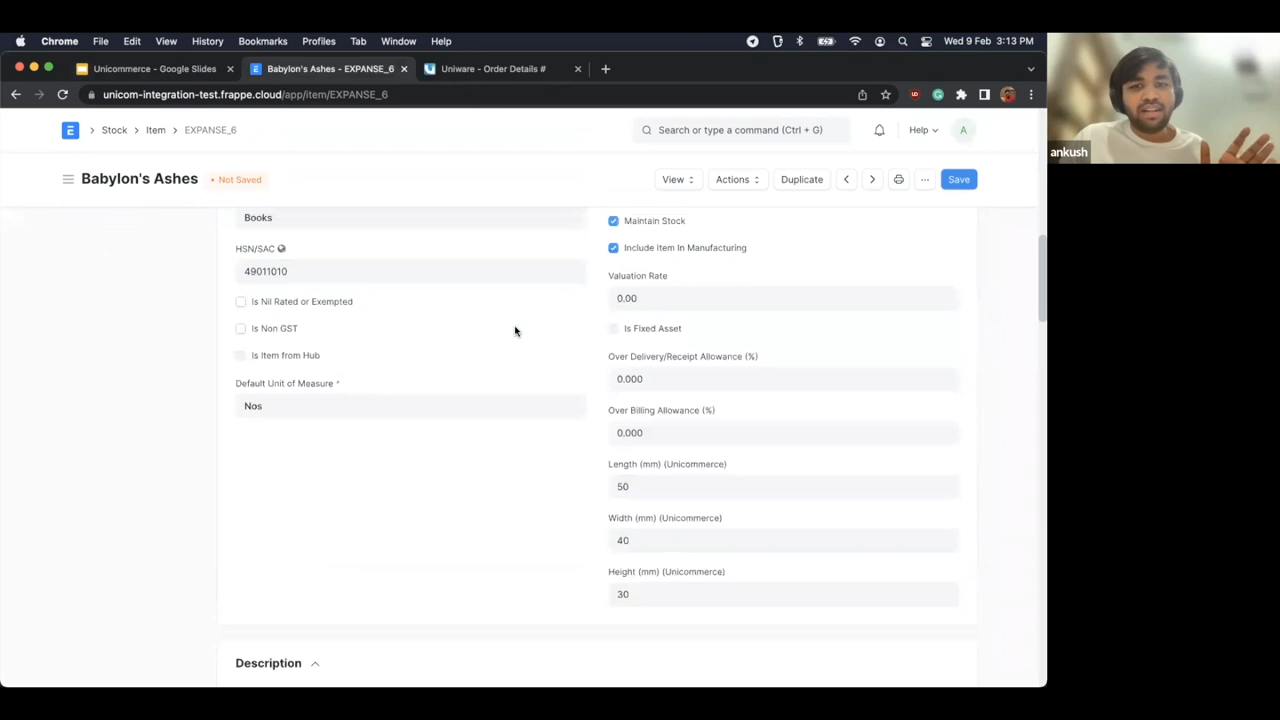 Chrome File Edit View History Bookmarks Profiles Tab Window Help Wed 9 Feb 3:13 PM
Unicommerce - Google Slides Babylon's Ashes - EXPANSE_6 Uniware - Order Details #
unicom-integration-test.frappe.cloud/app/item/EXPANSE_6
E Stock Item EXPANSE_6 Search or type a command (Ctrl + G) Help A
ankush
Babylon's Ashes Not Saved View Actions Duplicate Save
Books
HSN/SAC
49011010
Is Nil Rated or Exempted
Is Non GST
Is Item from Hub
Default Unit of Measure *
Nos
Maintain Stock
Include Item In Manufacturing
Valuation Rate
0.00
Is Fixed Asset
Over Delivery/Receipt Allowance (%)
0.000
Over Billing Allowance (%)
0.000
Length (mm) (Unicommerce)
50
Width (mm) (Unicommerce)
40
Height (mm) (Unicommerce)
30
Description